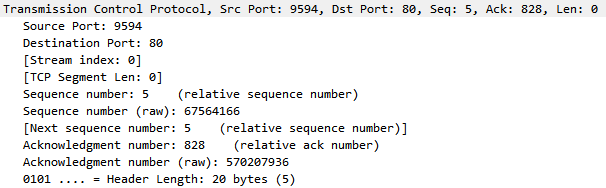 Transmission Control Protocol, Src Port: 9594, Dst Port: 80, Seq: 5, Ack: 828, Len: 0
Source Port: 9594
Destination Port: 80
[Stream index: 0]
[TCP Segment Len: 0]
Sequence number: 5    (relative sequence number)
Sequence number (raw): 67564166
[Next sequence number: 5    (relative sequence number)]
Acknowledgment number: 828    (relative ack number)
Acknowledgment number (raw): 570207936
0101 .... = Header Length: 20 bytes (5)